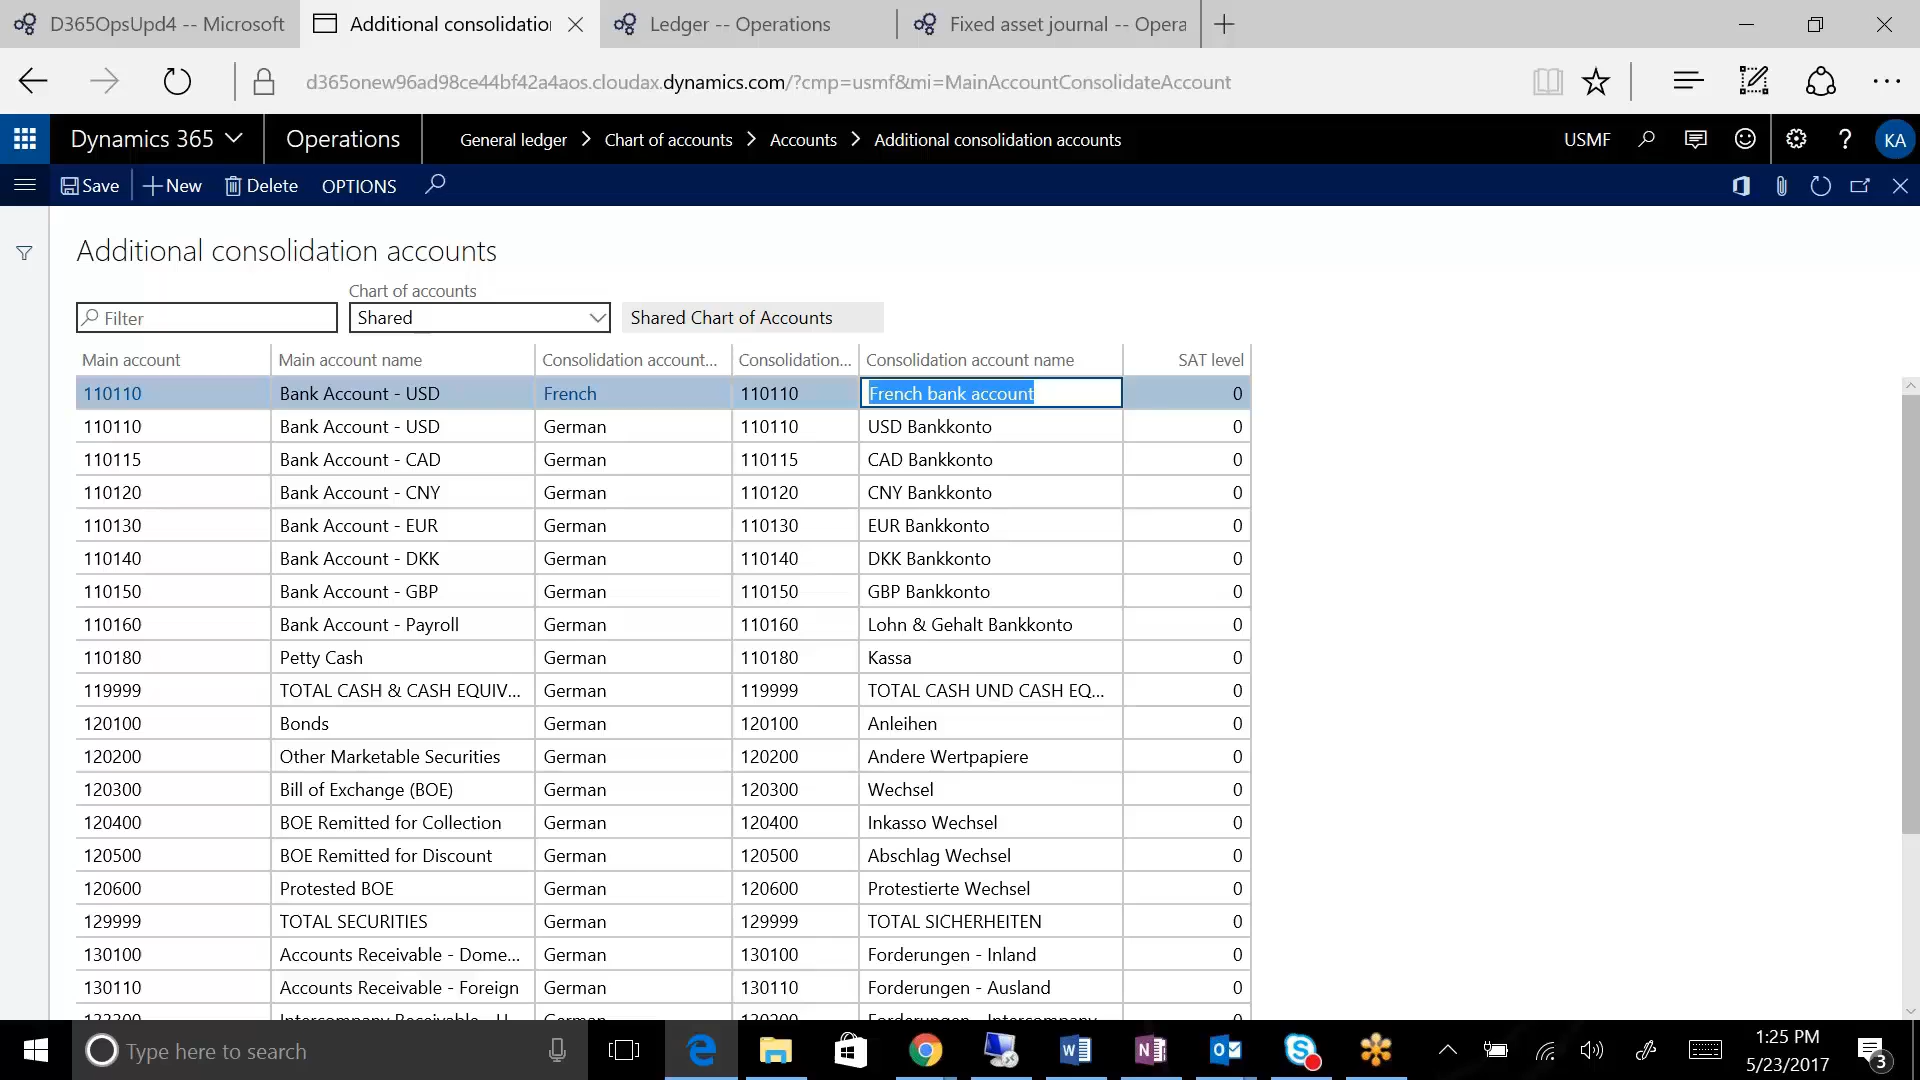 D365OpsUpd4 -- Microsoft
Additional consolidation
Ledger -- Operations
Fixed asset journal -- Opera
d365onew96ad98ce44bf42a4aos.cloudax.dynamics.com/?cmp=usmf&mi=MainAccountConsolidateAccount
Dynamics 365 Operations General ledger > Chart of accounts > Accounts > Additional consolidation accounts USMF KA
Save New Delete OPTIONS
Additional consolidation accounts
Chart of accounts
Filter Shared Shared Chart of Accounts
Main account Main account name Consolidation account... Consolidation... Consolidation account name SAT level
110110 Bank Account - USD French 110110 French bank account 0
110110 Bank Account - USD German 110110 USD Bankkonto 0
110115 Bank Account - CAD German 110115 CAD Bankkonto 0
110120 Bank Account - CNY German 110120 CNY Bankkonto 0
110130 Bank Account - EUR German 110130 EUR Bankkonto 0
110140 Bank Account - DKK German 110140 DKK Bankkonto 0
110150 Bank Account - GBP German 110150 GBP Bankkonto 0
110160 Bank Account - Payroll German 110160 Lohn & Gehalt Bankkonto 0
110180 Petty Cash German 110180 Kassa 0
119999 TOTAL CASH & CASH EQUIV... German 119999 TOTAL CASH UND CASH EQ... 0
120100 Bonds German 120100 Anleihen 0
120200 Other Marketable Securities German 120200 Andere Wertpapiere 0
120300 Bill of Exchange (BOE) German 120300 Wechsel 0
120400 BOE Remitted for Collection German 120400 Inkasso Wechsel 0
120500 BOE Remitted for Discount German 120500 Abschlag Wechsel 0
120600 Protested BOE German 120600 Protestierte Wechsel 0
129999 TOTAL SECURITIES German 129999 TOTAL SICHERHEITEN 0
130100 Accounts Receivable - Dome... German 130100 Forderungen - Inland 0
130110 Accounts Receivable - Foreign German 130110 Forderungen - Ausland 0
Type here to search
1:25 PM
5/23/2017
3